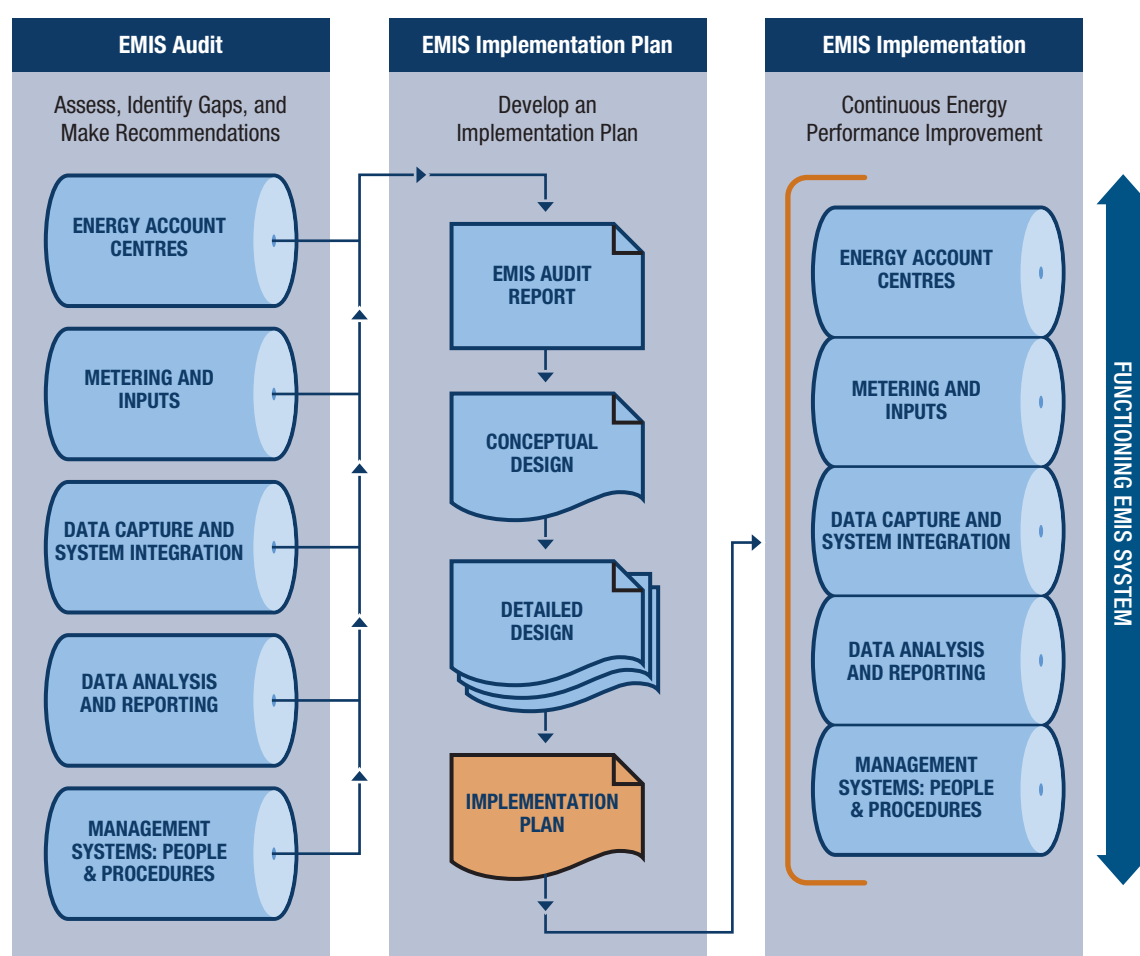 EMIS Audit
Assess, Identify Gaps, and
Make Recommendations
ENERGY ACCOUNT
CENTRES
METERING AND
INPUTS
DATA CAPTURE AND
SYSTEM INTEGRATION
DATA ANALYSIS
AND REPORTING
MANAGEMENT
SYSTEMS: PEOPLE
& PROCEDURES
EMIS Implementation Plan
Develop an
Implementation Plan
EMIS AUDIT
REPORT
CONCEPTUAL
DESIGN
DETAILED
DESIGN
IMPLEMENTATION
PLAN
EMIS Implementation
Continuous Energy
Performance Improvement
ENERGY ACCOUNT
CENTRES
METERING AND
INPUTS
DATA CAPTURE AND
SYSTEM INTEGRATION
DATA ANALYSIS
AND REPORTING
MANAGEMENT
SYSTEMS: PEOPLE
& PROCEDURES
FUNCTIONING EMIS SYSTEM